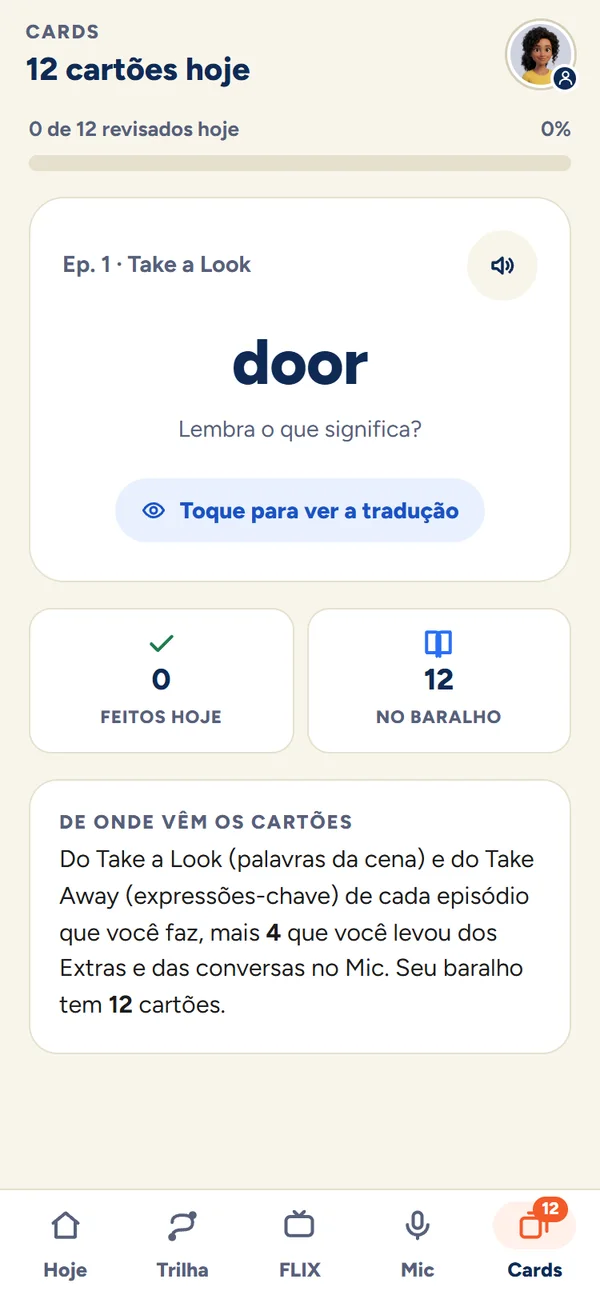 CARDS
12 cartões hoje
0 de 12 revisados hoje
0%
Ep. 1 · Take a Look
door
Lembra o que significa?
Toque para ver a tradução
0
FEITOS HOJE
12
NO BARALHO
DE ONDE VÊM OS CARTÕES
Do Take a Look (palavras da cena) e do Take
Away (expressões-chave) de cada episódio
que você faz, mais 4 que você levou dos
Extras e das conversas no Mic. Seu baralho
tem 12 cartões.
12
Hoje
Trilha
FLIX
Mic
Cards